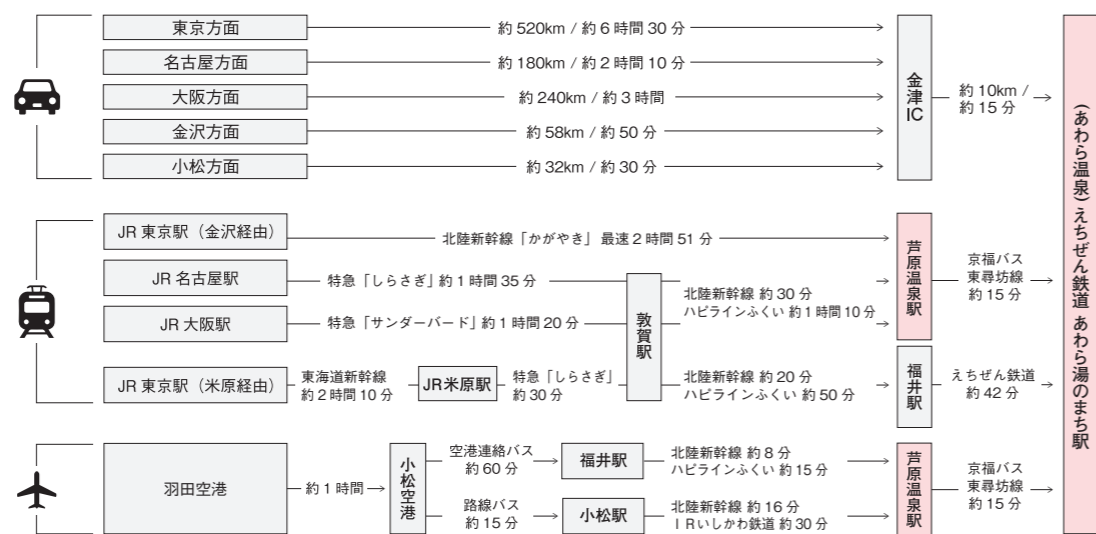 東京方面
約 520km / 約 6 時間 30 分
名古屋方面
約 180km / 約 2 時間 10 分
大阪方面
約 240km / 約 3 時間
金沢方面
約 58km / 約 50 分
小松方面
約 32km / 約 30 分
金津IC
約 10km /
約 15 分
JR 東京駅（金沢経由）
北陸新幹線「かがやき」 最速 2 時間 51 分
JR 名古屋駅
特急「しらさぎ」約 1 時間 35 分
JR 大阪駅
特急「サンダーバード」約 1 時間 20 分
敦賀駅
北陸新幹線 約 30 分
ハピラインふくい 約 1 時間 10 分
芦原温泉駅
京福バス
東尋坊線
約 15 分
JR 東京駅（米原経由）
東海道新幹線
約 2 時間 10 分
JR米原駅
特急「しらさぎ」
約 30 分
北陸新幹線 約 20 分
ハピラインふくい 約 50 分
福井駅
えちぜん鉄道
約 42 分
羽田空港
約 1 時間
小松空港
空港連絡バス
約 60 分
福井駅
北陸新幹線 約 8 分
ハピラインふくい 約 15 分
路線バス
約 15 分
小松駅
北陸新幹線 約 16 分
ＩＲいしかわ鉄道 約 30 分
芦原温泉駅
京福バス
東尋坊線
約 15 分
（あわら温泉）えちぜん鉄道 あわら湯のまち駅